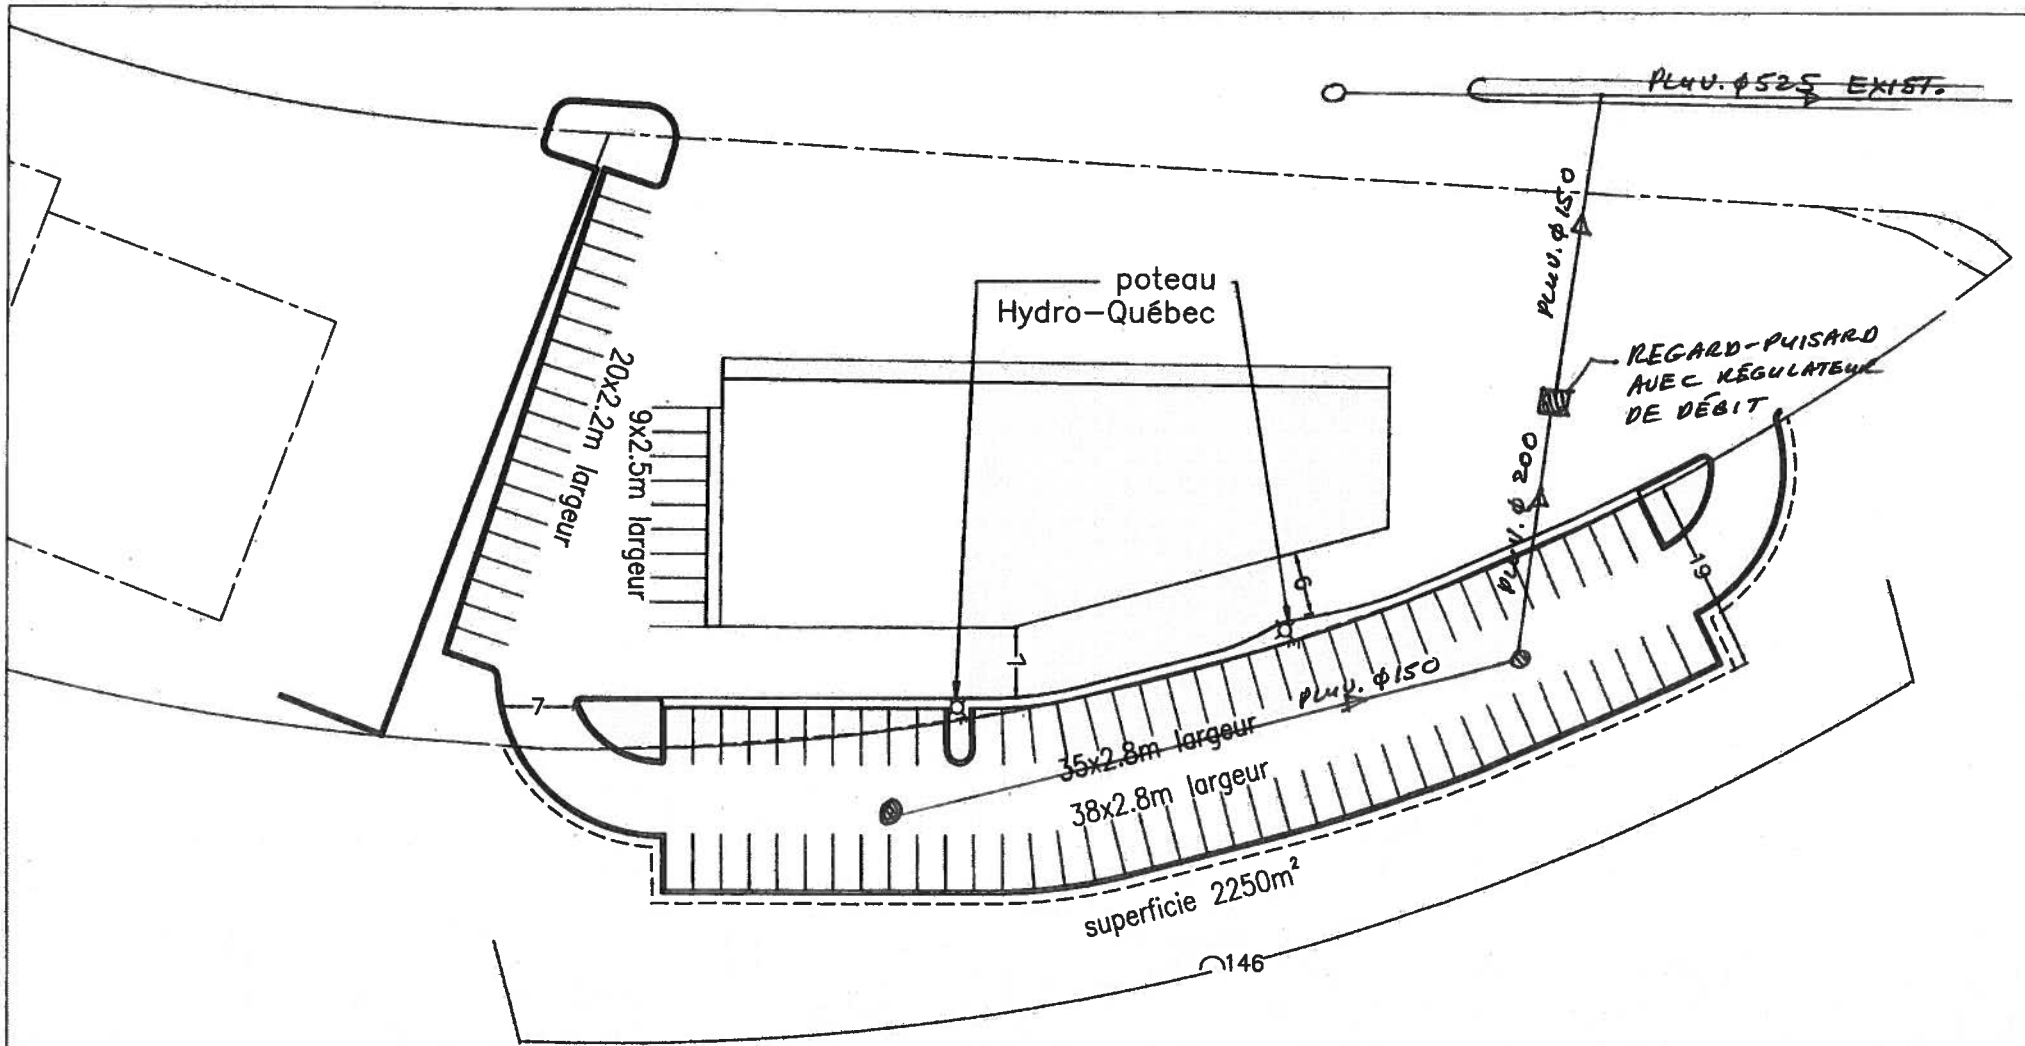 PLUV. φ525 EXIST.
PLUV. φ150
poteau
Hydro-Québec
REGARD-PUISARD
AVEC RÉGULATEUR
DE DÉBIT
20x2.2m largeur
9x2.5m largeur
PLUV. φ 200
6
19
7
7
PLUV. φ150
35x2.8m largeur
38x2.8m largeur
superficie 2250m²
146